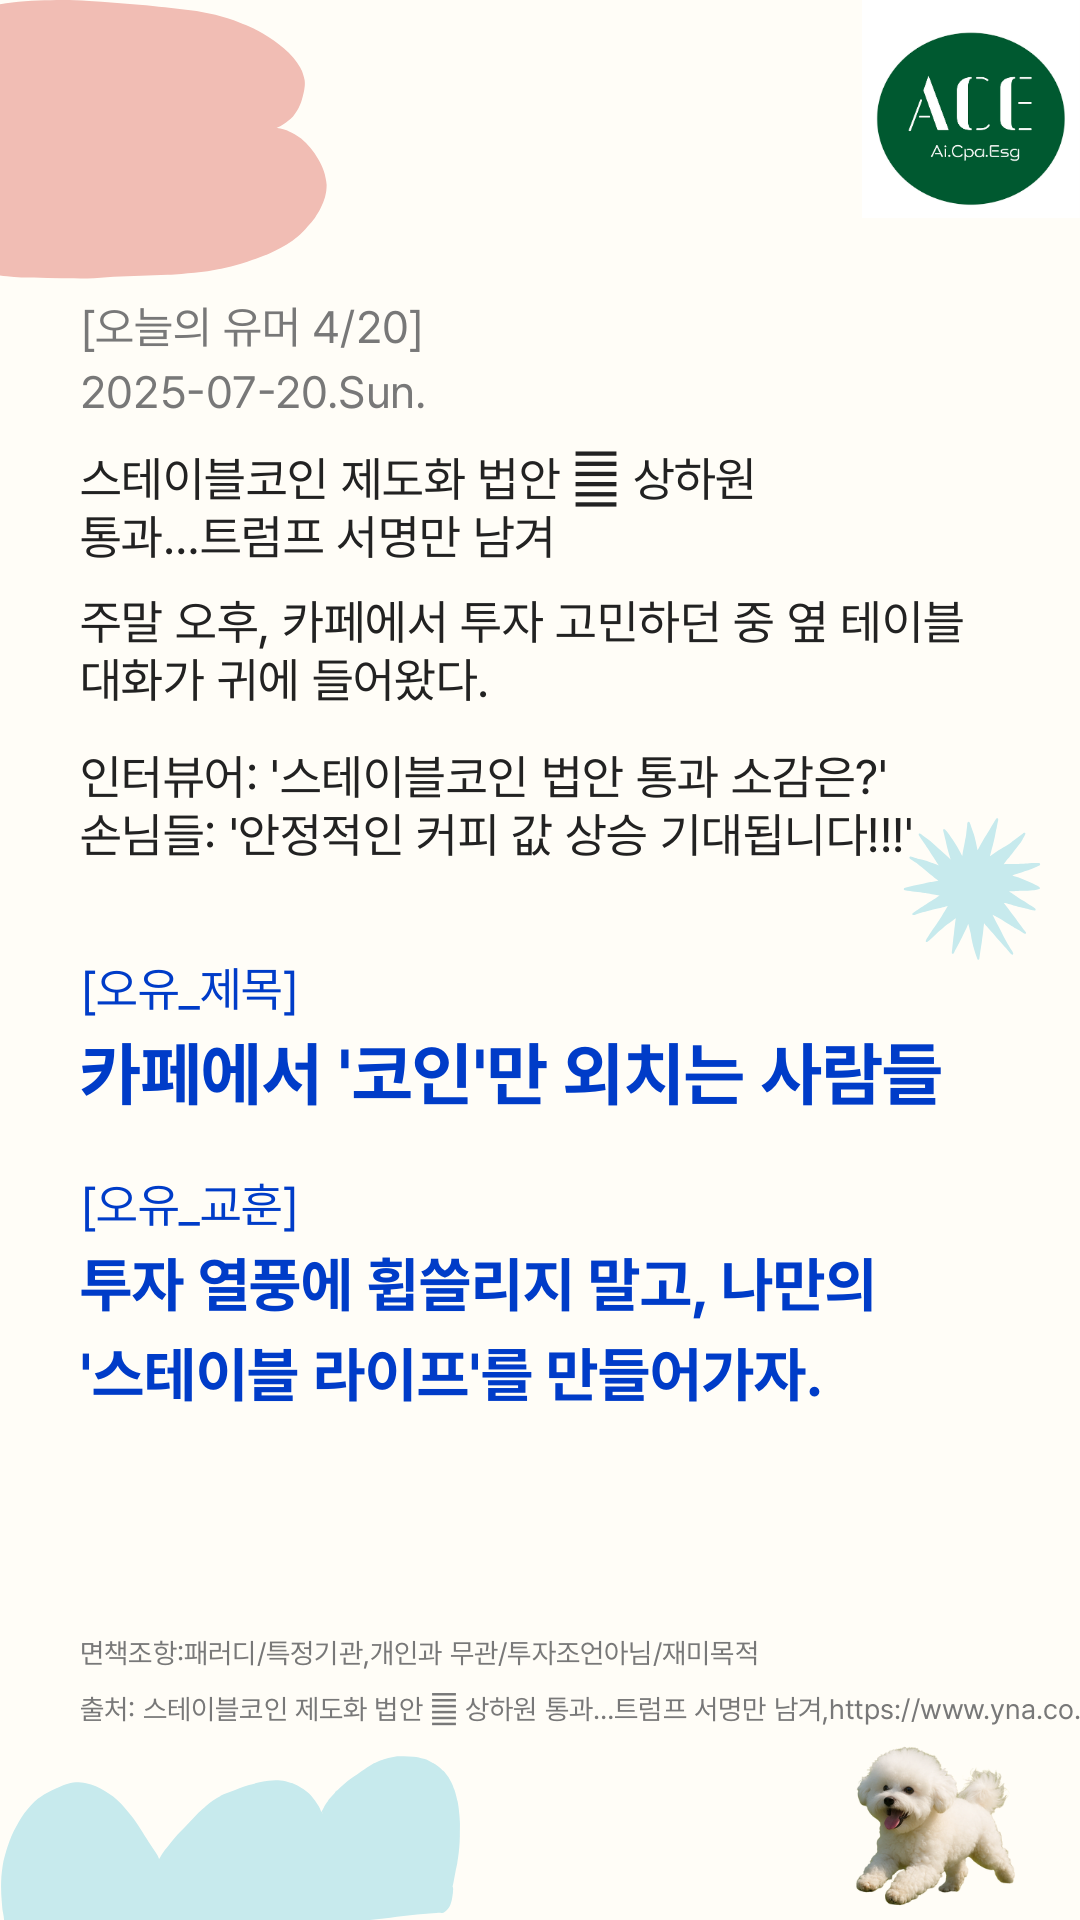 ACE
Ai.Cpa.Esg
[오늘의 유머 4/20]
2025-07-20.Sun.
스테이블코인 제도화 법안 상하원
통과…트럼프 서명만 남겨
주말 오후, 카페에서 투자 고민하던 중 옆 테이블
대화가 귀에 들어왔다.
인터뷰어: '스테이블코인 법안 통과 소감은?'
손님들: '안정적인 커피 값 상승 기대됩니다!!!'
[오유_제목]
카페에서 '코인'만 외치는 사람들
[오유_교훈]
투자 열풍에 휩쓸리지 말고, 나만의
'스테이블 라이프'를 만들어가자.
면책조항:패러디/특정기관,개인과 무관/투자조언아님/재미목적
출처: 스테이블코인 제도화 법안 상하원 통과…트럼프 서명만 남겨,https://www.yna.co.